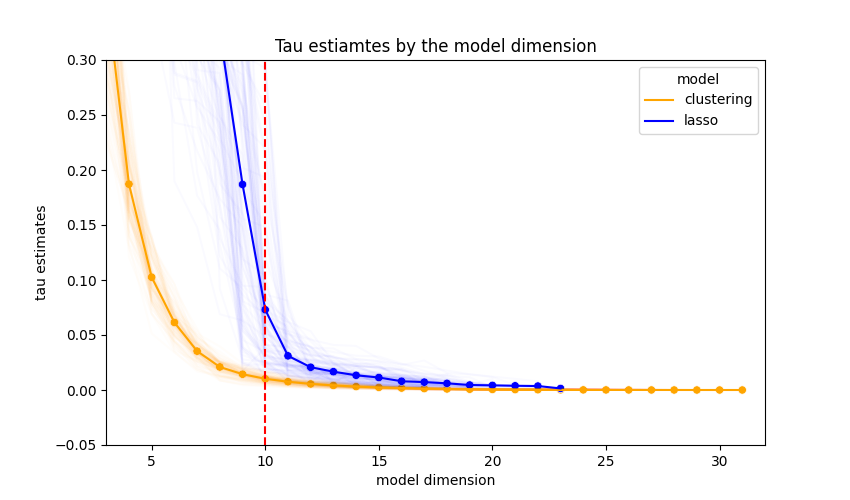 Tau estiamtes by the model dimension
0.30
0.25
0.20
0.15
0.10
0.05
0.00
−0.05
tau estimates
model
clustering
lasso
5 10 15 20 25 30
model dimension